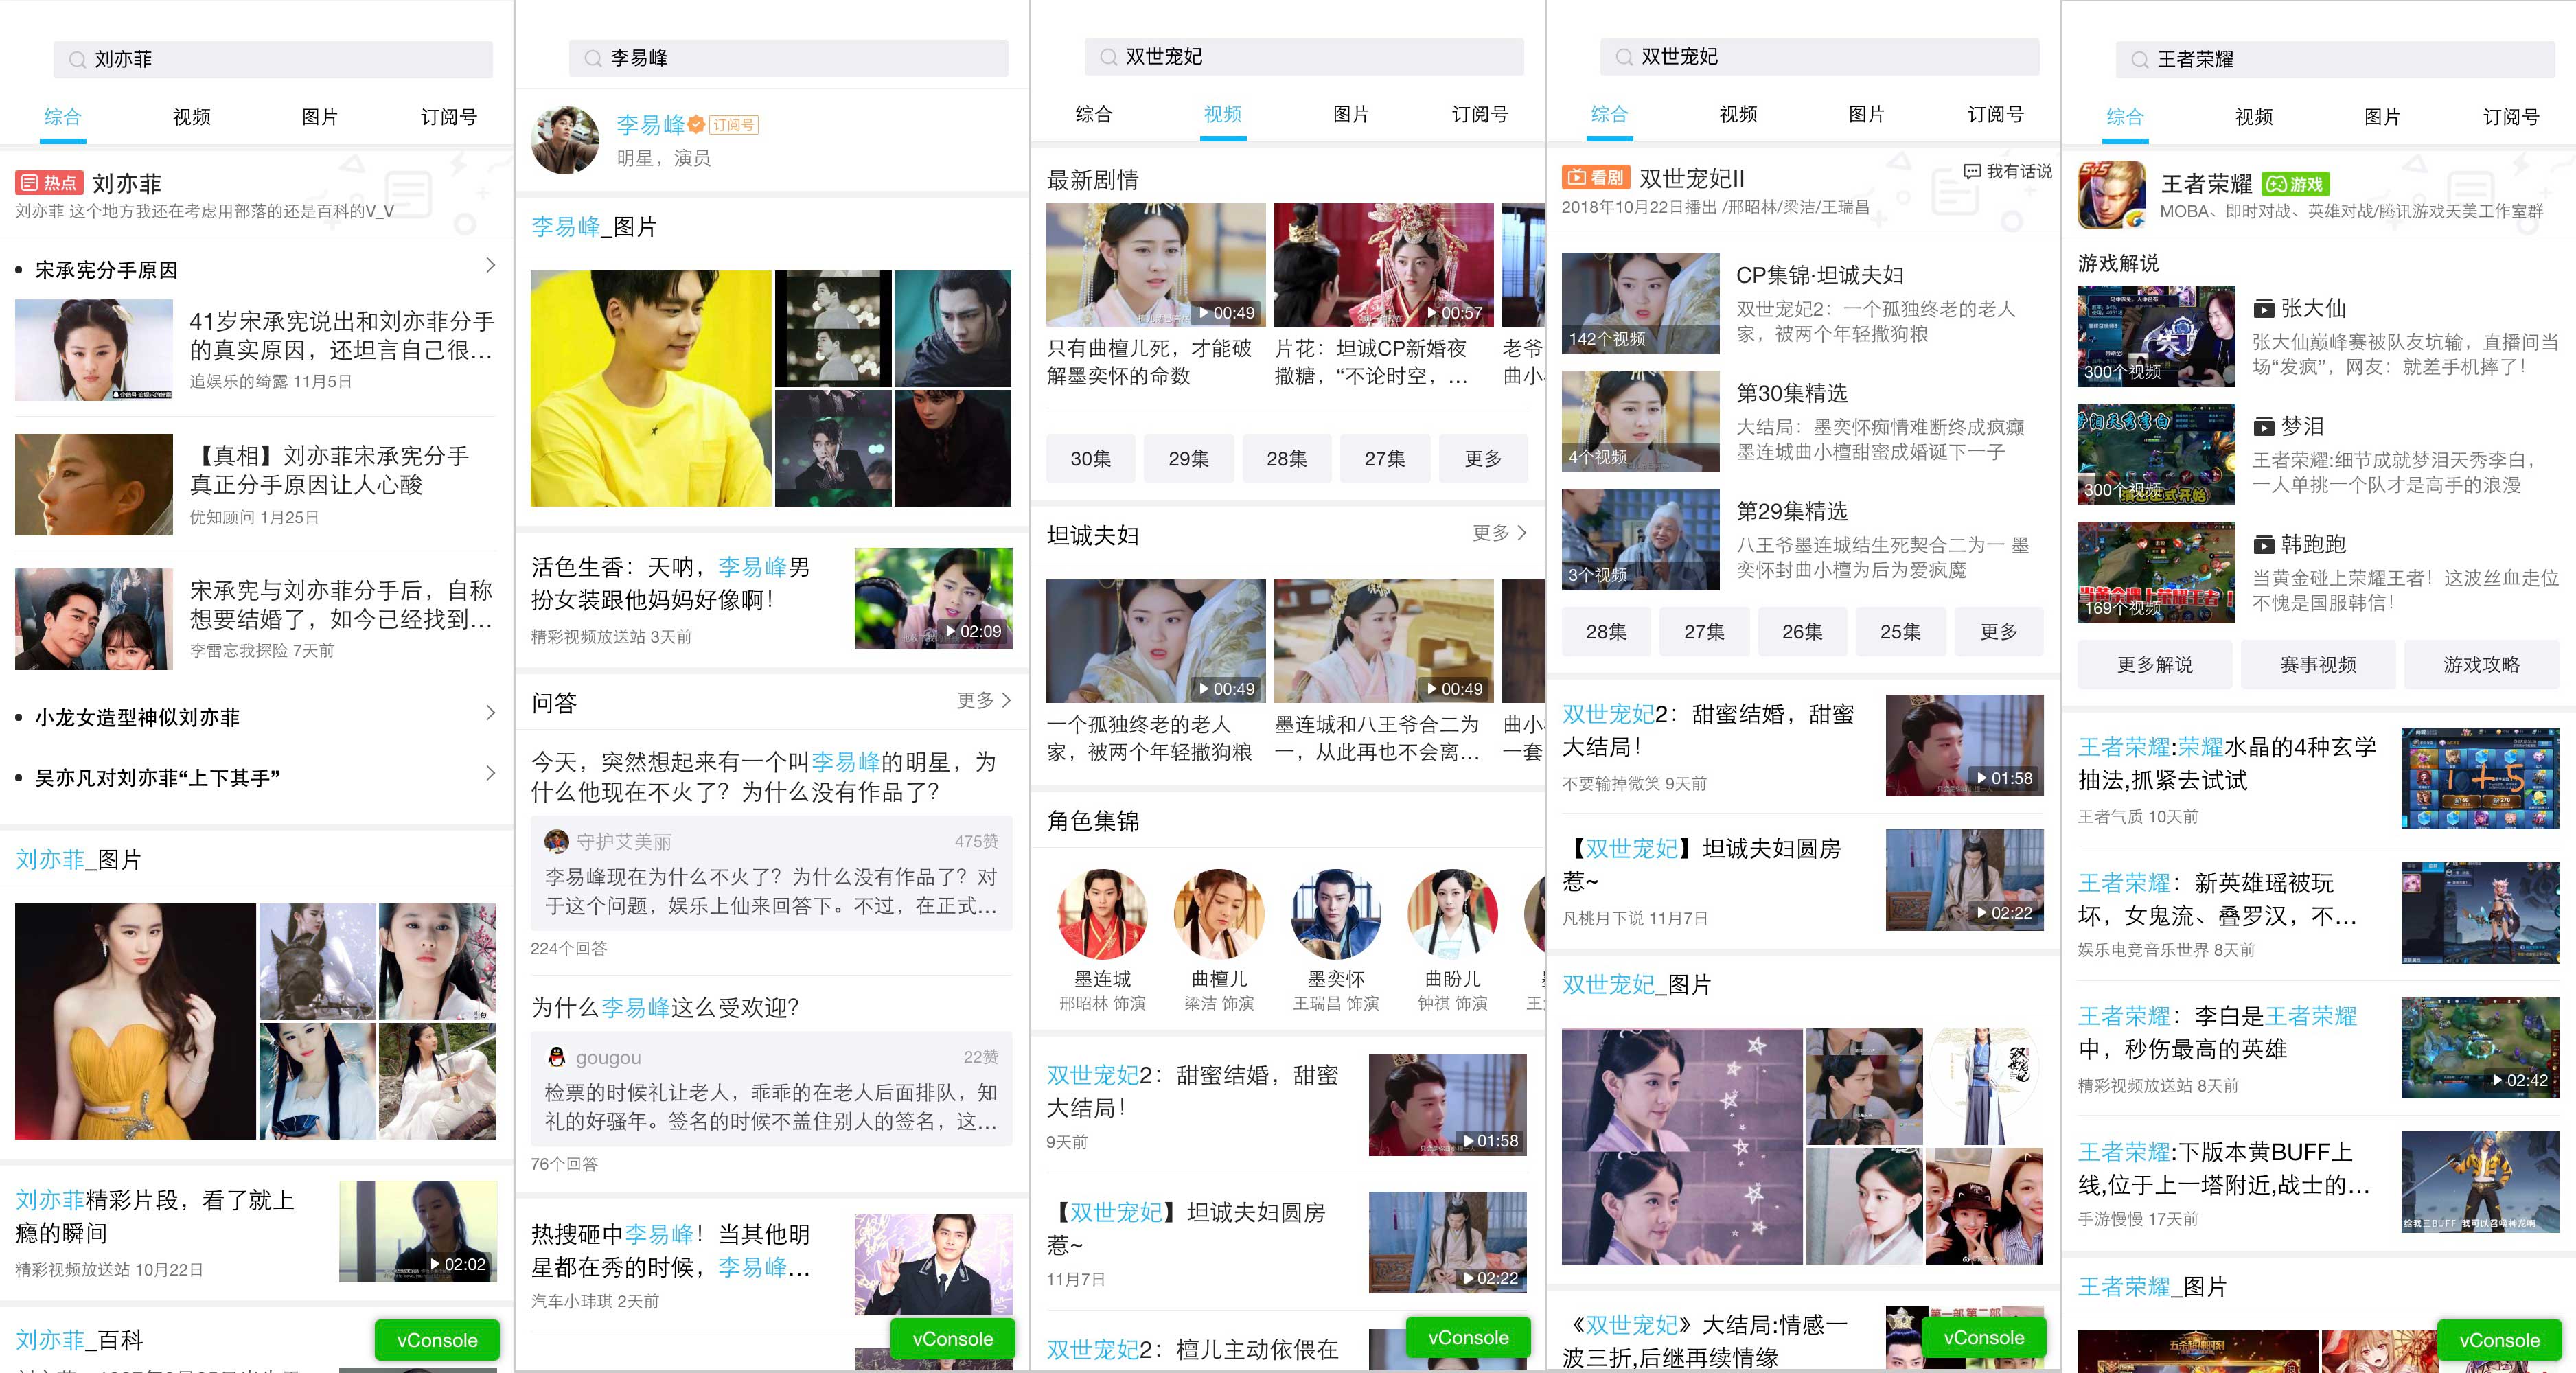 刘亦菲
综合
视频
图片
订阅号
热点
刘亦菲
刘亦菲 这个地方我还在考虑用部落的还是百科的V_V
宋承宪分手原因
41岁宋承宪说出和刘亦菲分手
的真实原因，还坦言自己很...
追娱乐的绮露 11月5日
【真相】刘亦菲宋承宪分手
真正分手原因让人心酸
优知顾问 1月25日
宋承宪与刘亦菲分手后，自称
想要结婚了，如今已经找到...
李雷忘我探险 7天前
小龙女造型神似刘亦菲
吴亦凡对刘亦菲“上下其手”
刘亦菲_图片
刘亦菲精彩片段，看了就上
瘾的瞬间
精彩视频放送站 10月22日
02:02
刘亦菲_百科
vConsole
李易峰
李易峰
订阅号
明星，演员
李易峰_图片
活色生香：天呐，李易峰男
扮女装跟他妈妈好像啊！
精彩视频放送站 3天前
02:09
问答
更多
今天，突然想起来有一个叫李易峰的明星，为
什么他现在不火了？为什么没有作品了？
守护艾美丽
475赞
李易峰现在为什么不火了？为什么没有作品了？对
于这个问题，娱乐上仙来回答下。不过，在正式...
224个回答
为什么李易峰这么受欢迎？
gougou
22赞
检票的时候礼让老人，乖乖的在老人后面排队，知
礼的好骚年。签名的时候不盖住别人的签名，这...
76个回答
热搜砸中李易峰！当其他明
星都在秀的时候，李易峰...
汽车小玮琪 2天前
vConsole
双世宠妃
综合
视频
图片
订阅号
最新剧情
00:49
00:57
只有曲檀儿死，才能破
解墨奕怀的命数
片花：坦诚CP新婚夜
撒糖，“不论时空，...
老爷
曲小
30集
29集
28集
27集
更多
坦诚夫妇
更多
00:49
00:49
一个孤独终老的老人
家，被两个年轻撒狗粮
墨连城和八王爷合二为
一，从此再也不会离...
曲小
一套
角色集锦
墨连城
邢昭林 饰演
曲檀儿
梁洁 饰演
墨奕怀
王瑞昌 饰演
曲盼儿
钟祺 饰演
双世宠妃2：甜蜜结婚，甜蜜
大结局！
9天前
01:58
【双世宠妃】坦诚夫妇圆房
惹~
11月7日
02:22
双世宠妃2：檀儿主动依偎在
vConsole
双世宠妃
综合
视频
图片
订阅号
看剧
双世宠妃II
我有话说
2018年10月22日播出 /邢昭林/梁洁/王瑞昌
142个视频
CP集锦·坦诚夫妇
双世宠妃2：一个孤独终老的老人
家，被两个年轻撒狗粮
4个视频
第30集精选
大结局：墨奕怀痴情难断终成疯癫
墨连城曲小檀甜蜜成婚诞下一子
3个视频
第29集精选
八王爷墨连城结生死契合二为一 墨
奕怀封曲小檀为后为爱疯魔
28集
27集
26集
25集
更多
双世宠妃2：甜蜜结婚，甜蜜
大结局！
不要输掉微笑 9天前
01:58
【双世宠妃】坦诚夫妇圆房
惹~
凡桃月下说 11月7日
02:22
双世宠妃_图片
双世宠妃
《双世宠妃》大结局:情感一
波三折,后继再续情缘
vConsole
王者荣耀
综合
视频
图片
订阅号
5v5
王者荣耀
游戏
MOBA、即时对战、英雄对战/腾讯游戏天美工作室群
游戏解说
300个视频
张大仙
张大仙巅峰赛被队友坑输，直播间当
场“发疯”，网友：就差手机摔了！
300个视频
梦泪
王者荣耀:细节成就梦泪天秀李白，
一人单挑一个队才是高手的浪漫
169个视频
韩跑跑
当黄金碰上荣耀王者！这波丝血走位
不愧是国服韩信！
更多解说
赛事视频
游戏攻略
王者荣耀:荣耀水晶的4种玄学
抽法,抓紧去试试
王者气质 10天前
1+5
王者荣耀：新英雄瑶被玩
坏，女鬼流、叠罗汉，不...
娱乐电竞音乐世界 8天前
王者荣耀：李白是王者荣耀
中，秒伤最高的英雄
精彩视频放送站 8天前
02:42
王者荣耀:下版本黄BUFF上
线,位于上一塔附近,战士的...
手游慢慢 17天前
给我三BUFF 我可以召唤神龙啊
王者荣耀_图片
vConsole